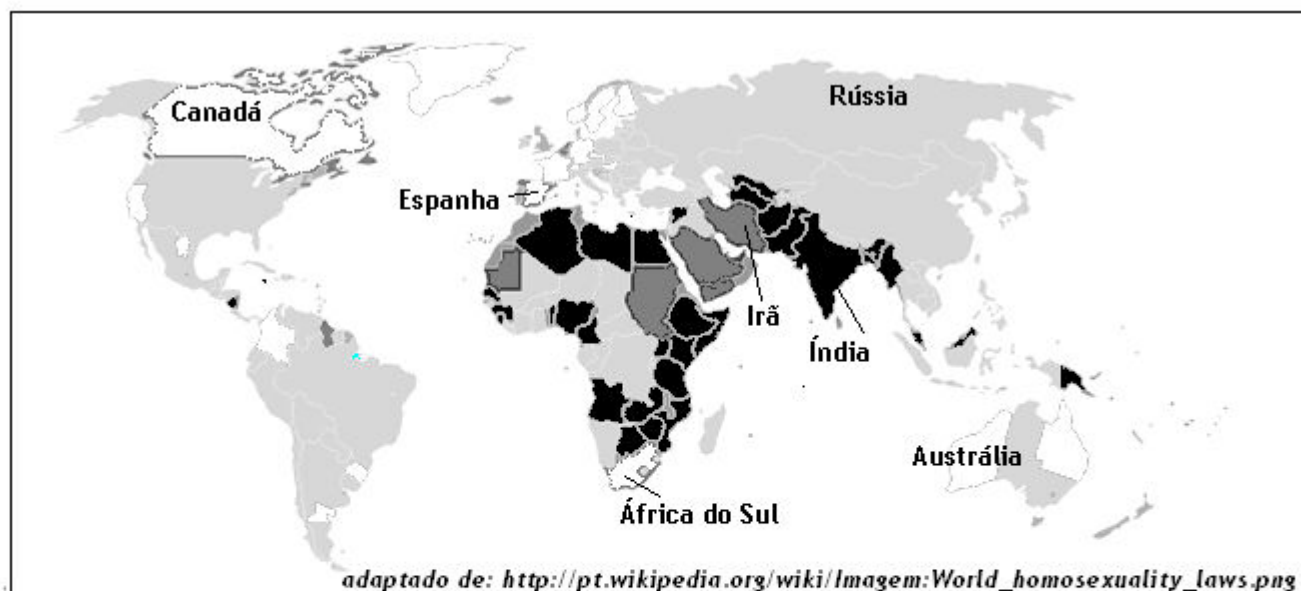 Canadá
Rússia
Espanha
Irã
Índia
Austrália
África do Sul
adaptado de: http://pt.wikipedia.org/wiki/Imagem:World_homosexuality_laws.png